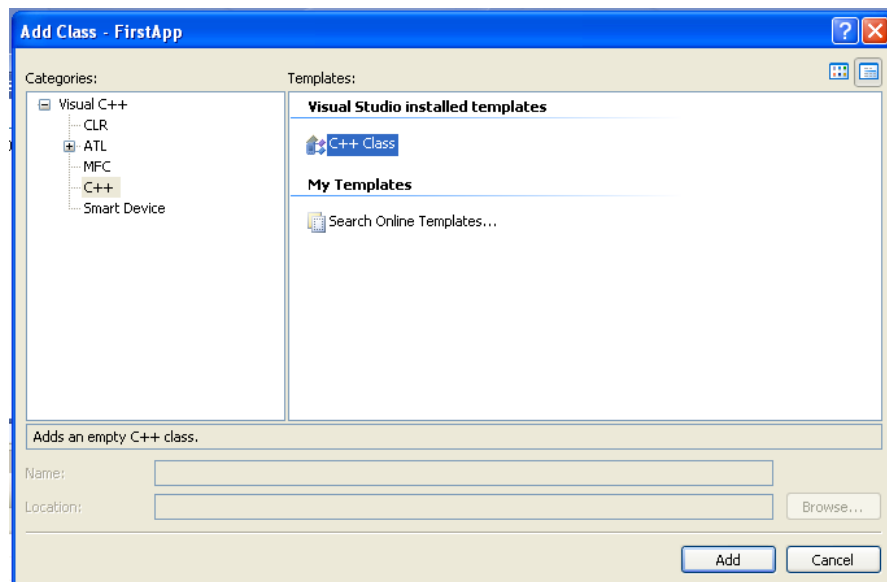 Add Class - FirstApp
Categories:
Templates:
Visual C++
CLR
ATL
MFC
C++
Smart Device
Visual Studio installed templates
C++ Class
My Templates
Search Online Templates...
Adds an empty C++ class.
Name:
Location:
Browse...
Add
Cancel